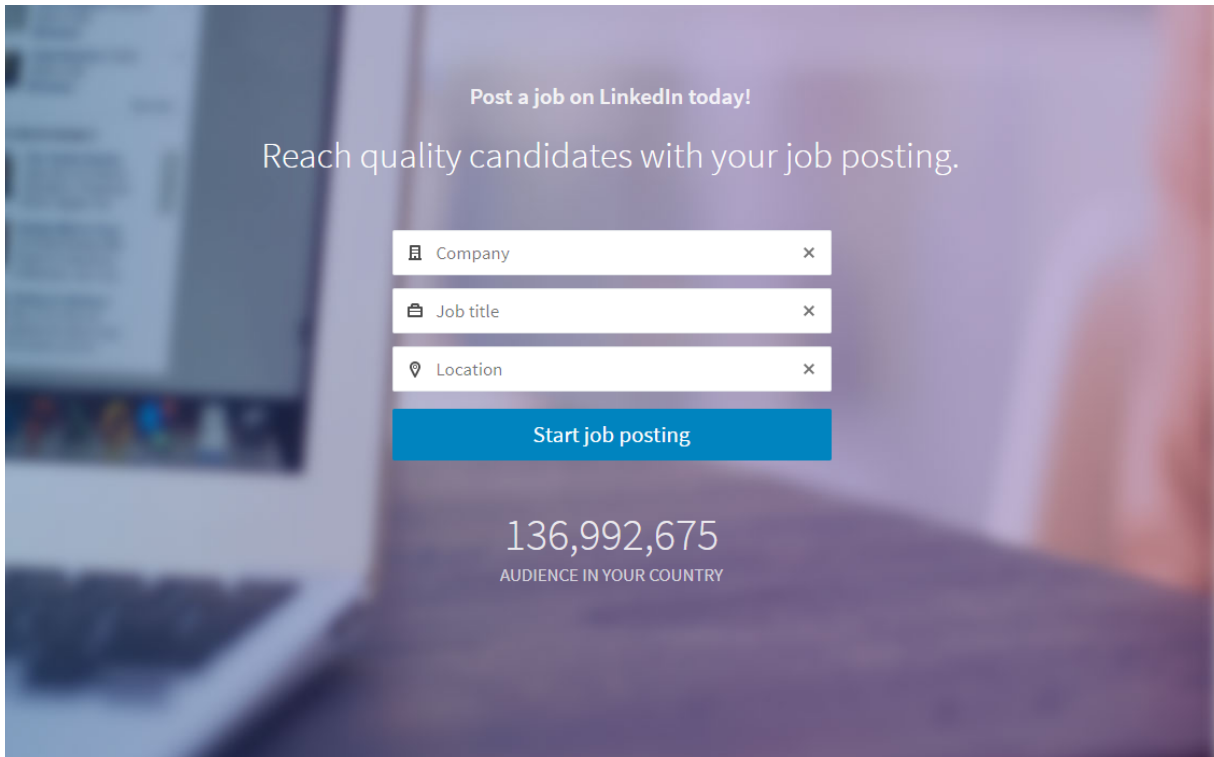 Post a job on LinkedIn today!
Reach quality candidates with your job posting.
Company
Job title
Location
Start job posting
136,992,675
AUDIENCE IN YOUR COUNTRY